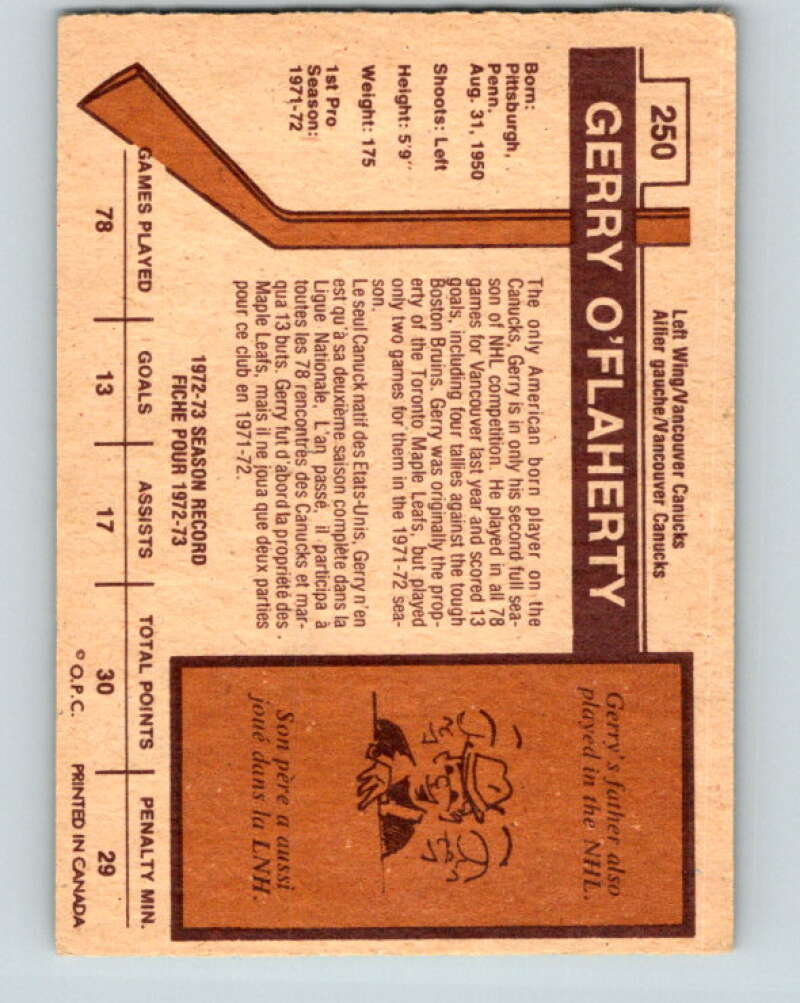 250
Left Wing/Vancouver Canucks
Ailier gauche/Vancouver Canucks
GERRY O'FLAHERTY
Born:
Pittsburgh,
Penn.
Aug. 31, 1950
Shoots: Left
Height: 5'9"
Weight: 175
1st Pro
Season:
1971-72
The only American born player on the
Canucks, Gerry is in only his second full sea-
son of NHL competition. He played in all 78
games for Vancouver last year and scored 13
goals, including four tallies against the tough
Boston Bruins. Gerry was originally the prop-
erty of the Toronto Maple Leafs, but played
only two games for them in the 1971-72 sea-
son.
Le seul Canuck natif des Etats-Unis, Gerry n'en
est qu'à sa deuxième saison complète dans la
Ligue Nationale. L'an passé, il participa à
toutes les 78 rencontres des Canucks et mar-
qua 13 buts. Gerry fut d'abord la propriété des
Maple Leafs, mais il ne joua que deux parties
pour ce club en 1971-72.
Gerry's father also
played in the NHL.
Son père a aussi
joué dans la LNH.
1972-73 SEASON RECORD
FICHE POUR 1972-73
GAMES PLAYED GOALS ASSISTS TOTAL POINTS PENALTY MIN.
78 13 17 30 29
© O.P.C. PRINTED IN CANADA